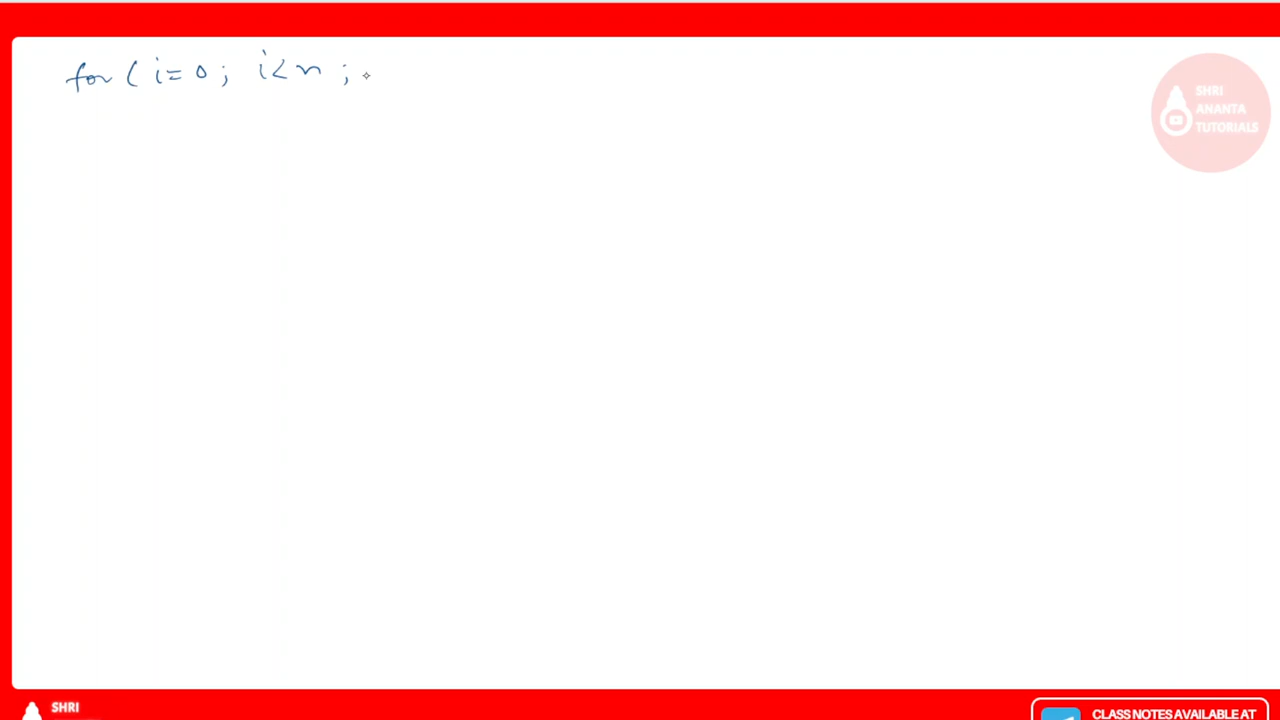 for ( i = 0 ; i < n ;
SHRI
ANANTA
TUTORIALS
SHRI
CLASS NOTES AVAILABLE AT